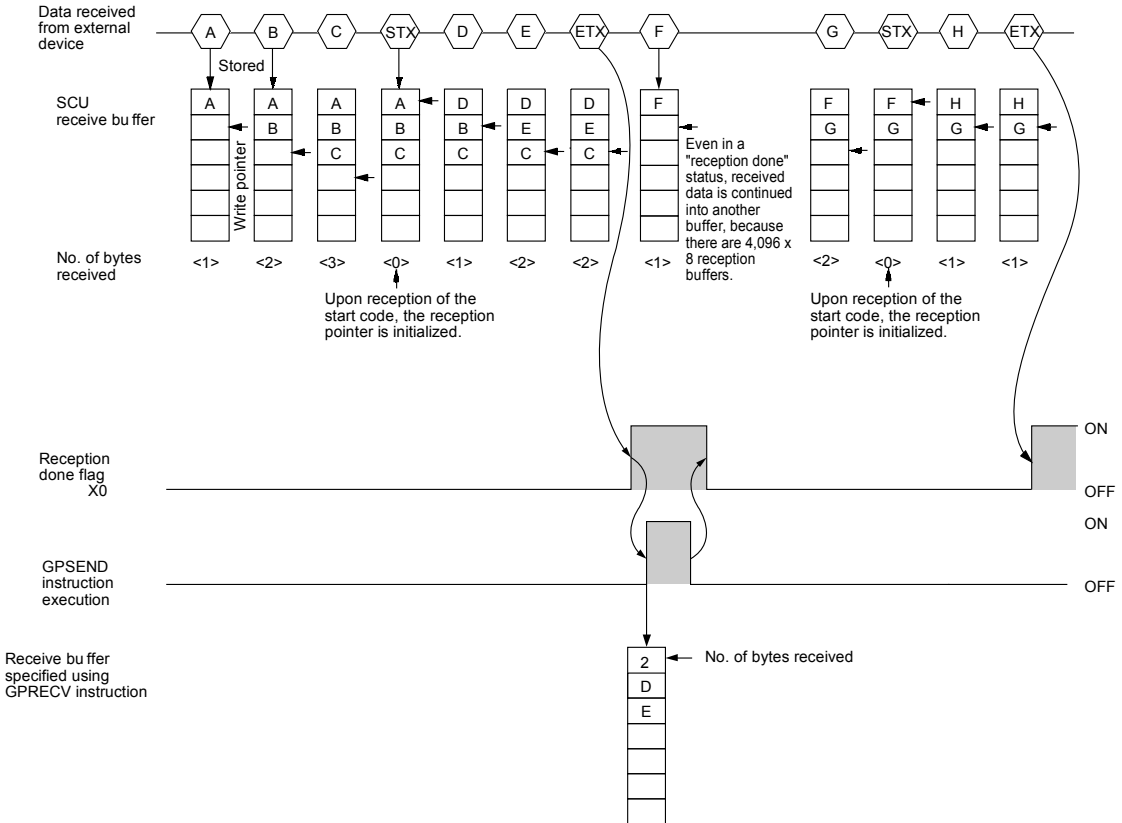 Data received
from external
device
A B C STX D E ETX F G STX H ETX
Stored
SCU
receive buffer
A A A A D D D F F F H H
B B B B E E G G G G
C C C C C
Write pointer
Even in a
"reception done"
status, received
data is continued
into another
buffer, because
there are 4,096 x
8 reception
buffers.
No. of bytes
received
<1> <2> <3> <0> <1> <2> <2> <1> <2> <0> <1> <1>
Upon reception of the
start code, the reception
pointer is initialized.
Upon reception of the
start code, the reception
pointer is initialized.
Reception
done flag
X0
ON
OFF
GPSEND
instruction
execution
ON
OFF
Receive buffer
specified using
GPRECV instruction
2
D
E
No. of bytes received